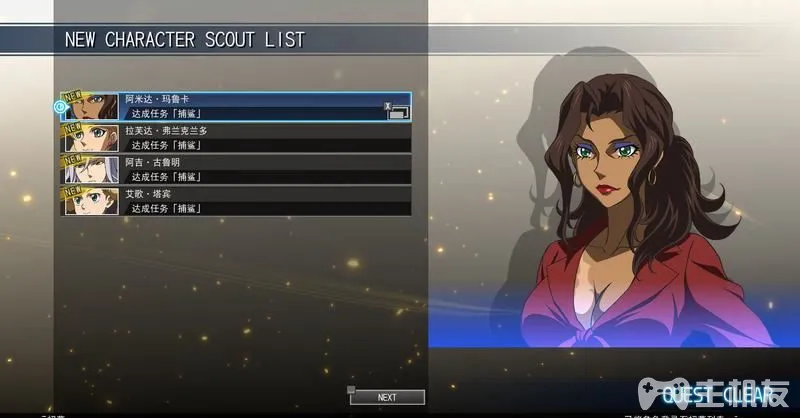 NEW CHARACTER SCOUT LIST
NEW
阿米达·玛鲁卡
X
达成任务「捕鲨」
NEW
拉芙达·弗兰克兰多
达成任务「捕鲨」
NEW
阿吉·古鲁明
达成任务「捕鲨」
NEW
艾歌·塔宾
达成任务「捕鲨」
NEXT
QUEST CLEAR
主机友